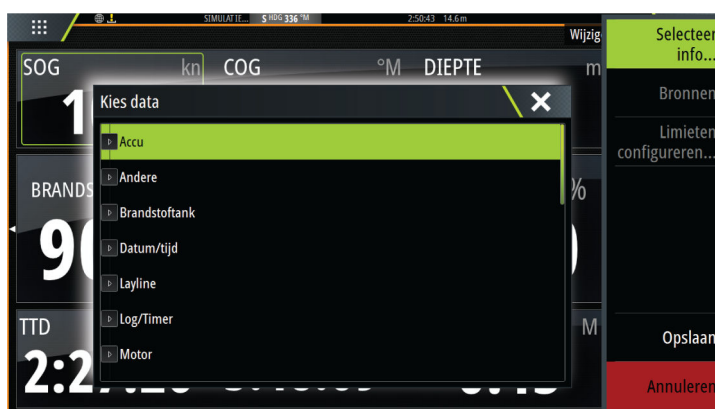 SIMULATIE... S HDG 336 °M 2:50:43 14.6 m
Wijzig
Selecteer
info...
SOG kn COG °M DIEPTE m
Bronnen
Kies data
Limieten
configureren...
Accu
Andere
BRANDS %
Brandstoftank
Datum/tijd
Layline
Log/Timer
TTD M
Opslaan
Motor
Annuleren